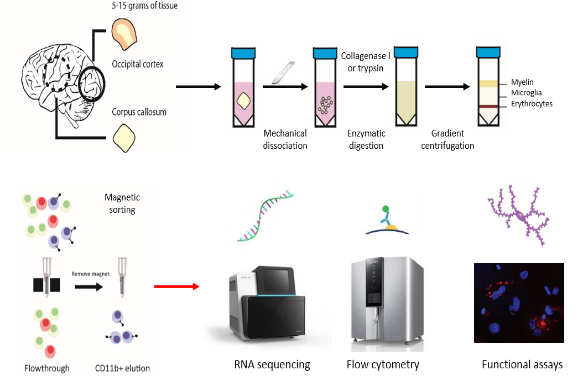 5-15 grams of tissue
Occipital cortex
Corpus callosum
Mechanical
dissociation
Collagenase I
or trypsin
Enzymatic
digestion
Gradient
centrifugation
Myelin
Microglia
Erythrocytes
Magnetic
sorting
Remove magnet
Flowthrough
CD11b+ elution
RNA sequencing
Flow cytometry
Functional assays